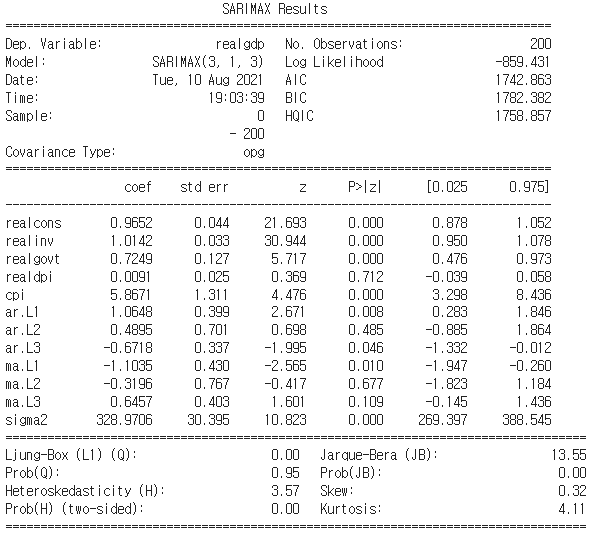 SARIMAX Results
==============================================================================
Dep. Variable: realgdp No. Observations: 200
Model: SARIMAX(3, 1, 3) Log Likelihood -859.431
Date: Tue, 10 Aug 2021 AIC 1742.863
Time: 19:03:39 BIC 1782.382
Sample: 0 HQIC 1758.857
- 200
Covariance Type: opg
==============================================================================
coef std err z P>|z| [0.025 0.975]
------------------------------------------------------------------------------
realcons 0.9652 0.044 21.693 0.000 0.878 1.052
realinv 1.0142 0.033 30.944 0.000 0.950 1.078
realgovt 0.7249 0.127 5.717 0.000 0.476 0.973
realdpi 0.0091 0.025 0.369 0.712 -0.039 0.058
cpi 5.8671 1.311 4.476 0.000 3.298 8.436
ar.L1 1.0648 0.399 2.671 0.008 0.283 1.846
ar.L2 0.4895 0.701 0.698 0.485 -0.885 1.864
ar.L3 -0.6718 0.337 -1.995 0.046 -1.332 -0.012
ma.L1 -1.1035 0.430 -2.565 0.010 -1.947 -0.260
ma.L2 -0.3196 0.767 -0.417 0.677 -1.823 1.184
ma.L3 0.6457 0.403 1.601 0.109 -0.145 1.436
sigma2 328.9706 30.395 10.823 0.000 269.397 388.545
===================================================================================
Ljung-Box (L1) (Q): 0.00 Jarque-Bera (JB): 13.55
Prob(Q): 0.95 Prob(JB): 0.00
Heteroskedasticity (H): 3.57 Skew: 0.32
Prob(H) (two-sided): 0.00 Kurtosis: 4.11
===================================================================================